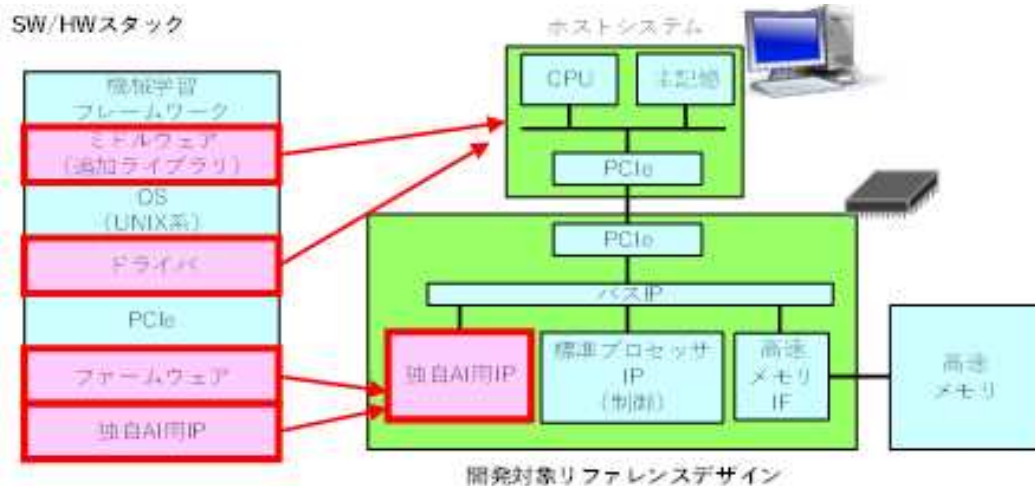 SW/HWスタック
機械学習
フレームワーク
ミドルウェア
(追加ライブラリ)
OS
(UNIX系)
ドライバ
PCIe
ファームウェア
独自AI用IP
ホストシステム
CPU
主記憶
PCIe
PCIe
バスIP
独自AI用IP
標準プロセッサ
IP
(制御)
高速
メモリ
IF
高速
メモリ
開発対象リファレンスデザイン